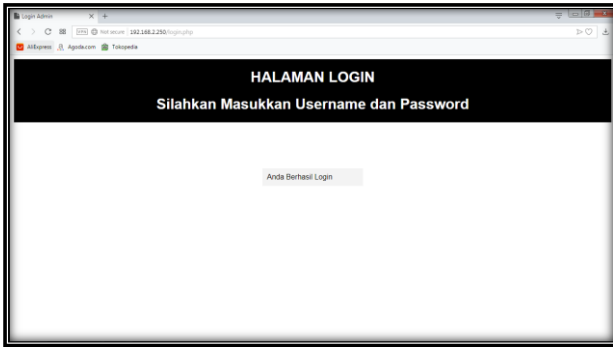 Login Admin
VPN Not secure 192.168.2.250/login.php
AliExpress Agoda.com Tokopedia
HALAMAN LOGIN
Silahkan Masukkan Username dan Password
Anda Berhasil Login